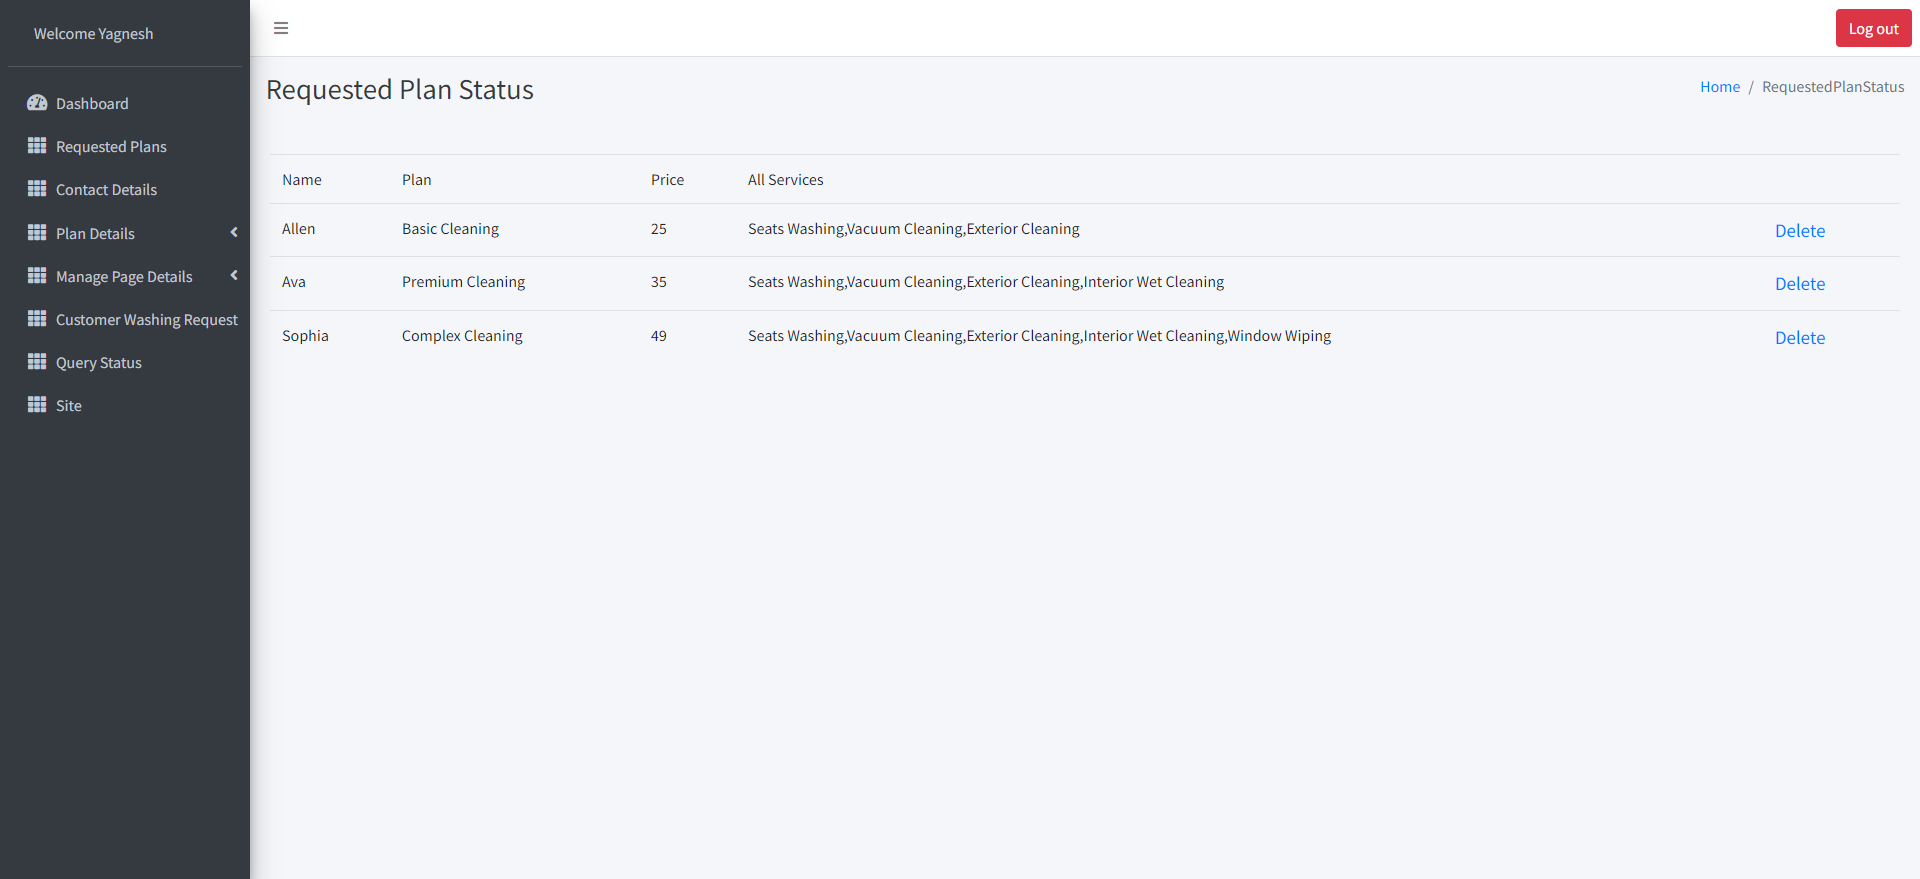 Welcome Yagnesh
Dashboard
Requested Plans
Contact Details
Plan Details
Manage Page Details
Customer Washing Request
Query Status
Site
Log out
Requested Plan Status
Home / RequestedPlanStatus
Name Plan Price All Services
Allen Basic Cleaning 25 Seats Washing,Vacuum Cleaning,Exterior Cleaning Delete
Ava Premium Cleaning 35 Seats Washing,Vacuum Cleaning,Exterior Cleaning,Interior Wet Cleaning Delete
Sophia Complex Cleaning 49 Seats Washing,Vacuum Cleaning,Exterior Cleaning,Interior Wet Cleaning,Window Wiping Delete